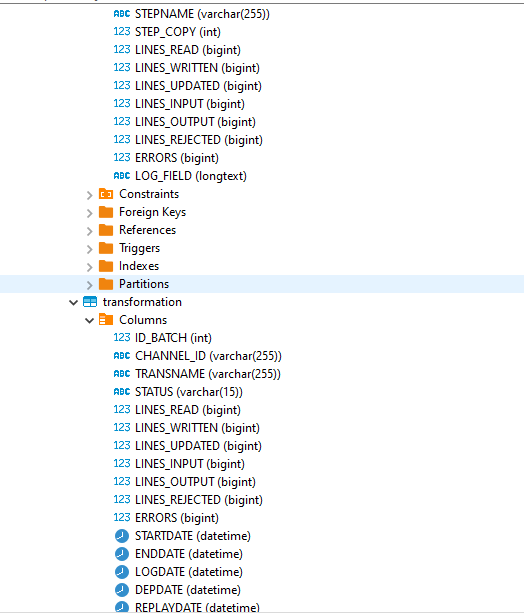 ABC STEPNAME (varchar(255))
123 STEP_COPY (int)
123 LINES_READ (bigint)
123 LINES_WRITTEN (bigint)
123 LINES_UPDATED (bigint)
123 LINES_INPUT (bigint)
123 LINES_OUTPUT (bigint)
123 LINES_REJECTED (bigint)
123 ERRORS (bigint)
ABC LOG_FIELD (longtext)
Constraints
Foreign Keys
References
Triggers
Indexes
Partitions
transformation
Columns
123 ID_BATCH (int)
ABC CHANNEL_ID (varchar(255))
ABC TRANSNAME (varchar(255))
ABC STATUS (varchar(15))
123 LINES_READ (bigint)
123 LINES_WRITTEN (bigint)
123 LINES_UPDATED (bigint)
123 LINES_INPUT (bigint)
123 LINES_OUTPUT (bigint)
123 LINES_REJECTED (bigint)
123 ERRORS (bigint)
STARTDATE (datetime)
ENDDATE (datetime)
LOGDATE (datetime)
DEPDATE (datetime)
REPLAYDATE (datetime)